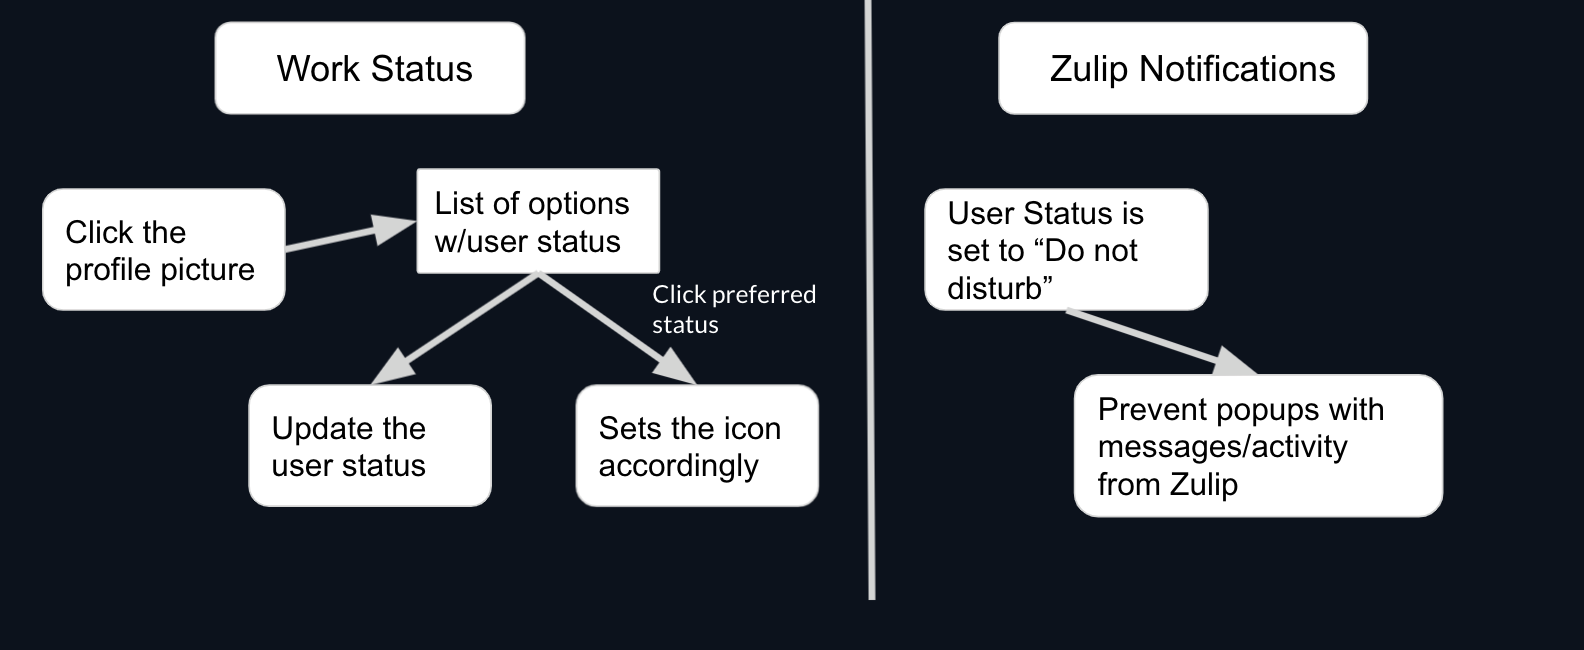 Work Status
Zulip Notifications
Click the
profile picture
List of options
w/user status
Click preferred
status
Update the
user status
Sets the icon
accordingly
User Status is
set to “Do not
disturb”
Prevent popups with
messages/activity
from Zulip